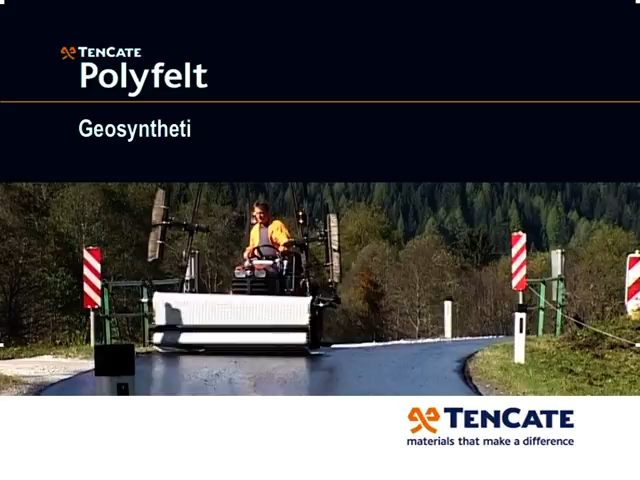 TENCATE
Polyfelt
Geosyntheti
TENCATE
materials that make a difference